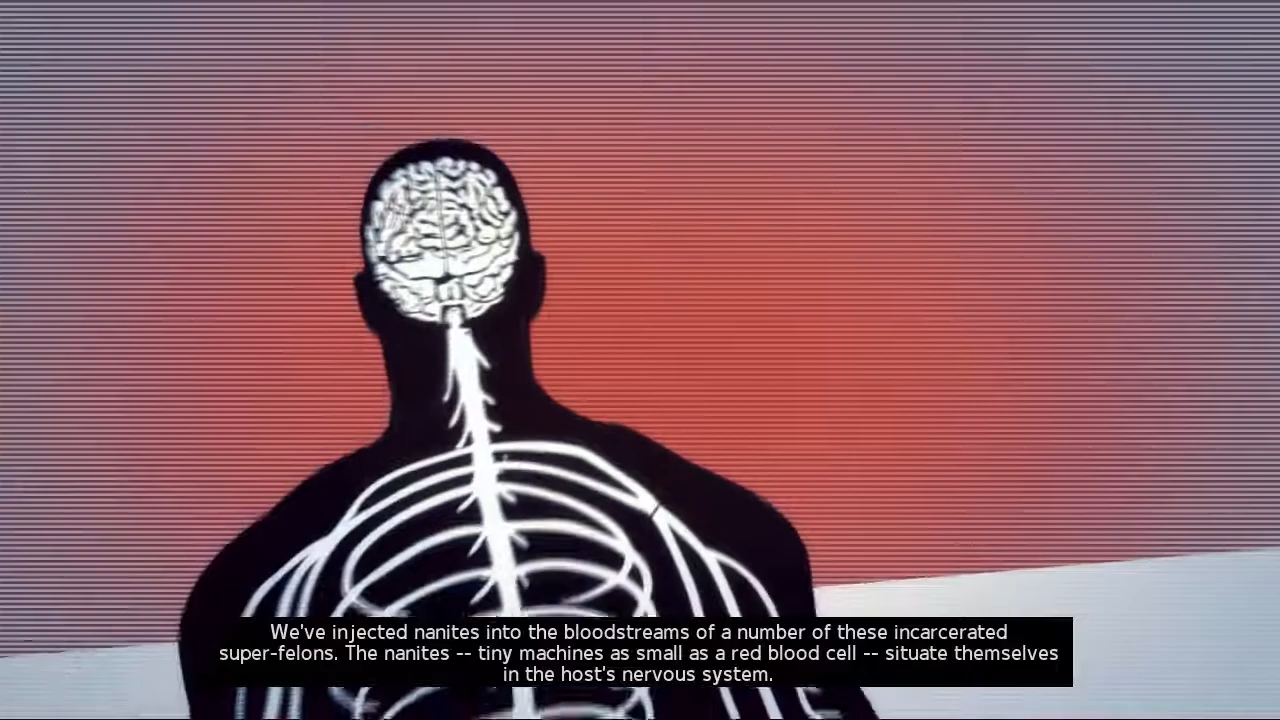 We've injected nanites into the bloodstreams of a number of these incarcerated
super-felons. The nanites -- tiny machines as small as a red blood cell -- situate themselves
in the host's nervous system.